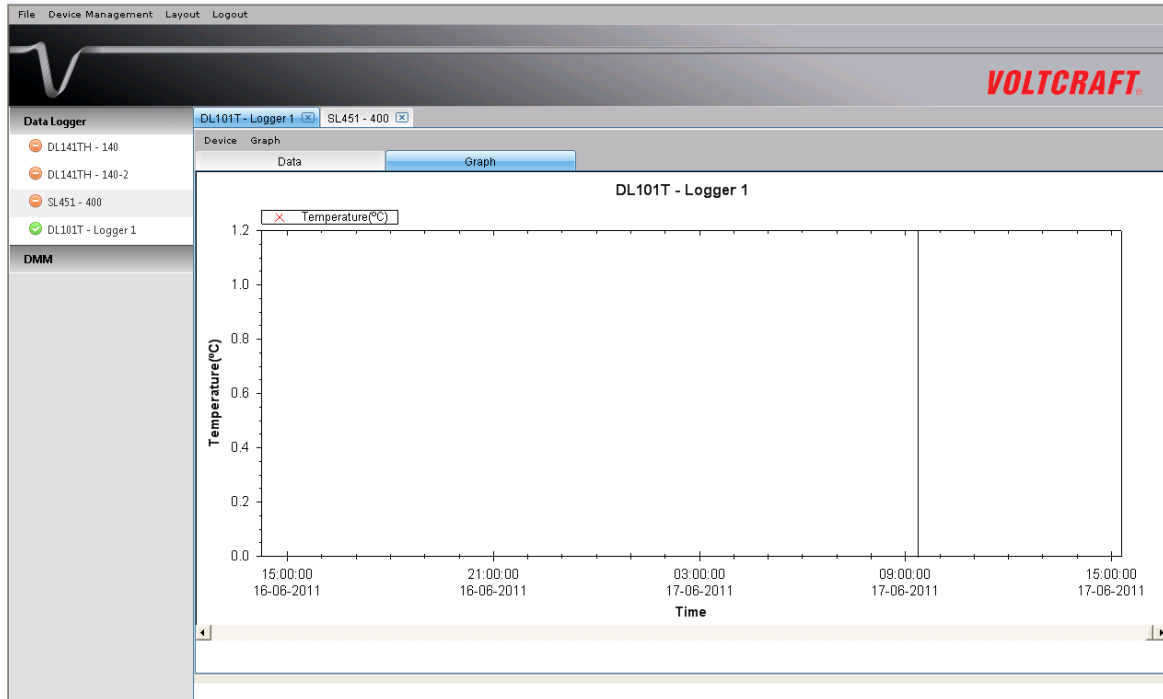 File Device Management Layout Logout
VOLTCRAFT®
Data Logger
DL141TH - 140
DL141TH - 140-2
SL451 - 400
DL101T - Logger 1
DMM
DL101T - Logger 1 SL451 - 400
Device Graph
Data Graph
DL101T - Logger 1
Temperature(ºC)
1.2
1.0
0.8
0.6
0.4
0.2
0.0
Temperature(ºC)
15:00:00 21:00:00 03:00:00 09:00:00 15:00:00
16-06-2011 16-06-2011 17-06-2011 17-06-2011 17-06-2011
Time